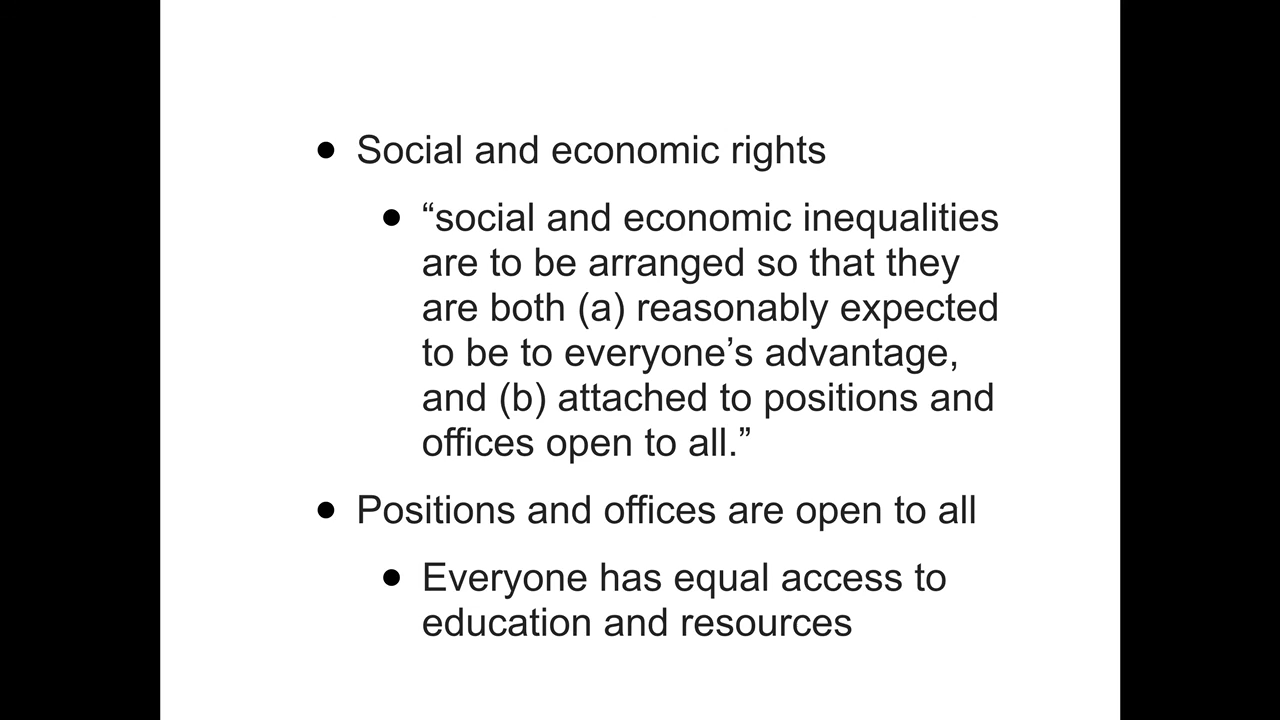 • Social and economic rights
• “social and economic inequalities
are to be arranged so that they
are both (a) reasonably expected
to be to everyone’s advantage,
and (b) attached to positions and
offices open to all.”
• Positions and offices are open to all
• Everyone has equal access to
education and resources